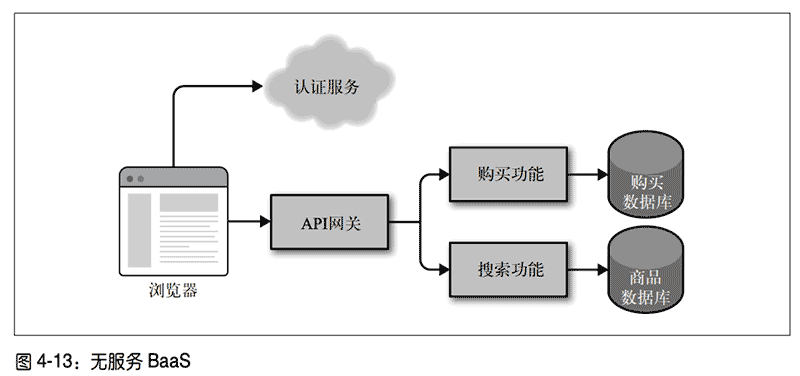 认证服务
购买功能
购买
数据库
API网关
搜索功能
商品
数据库
浏览器
图 4-13：无服务 BaaS